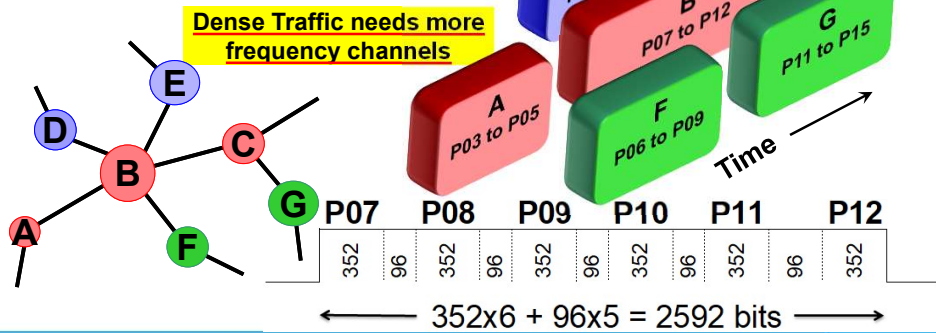 Dense Traffic needs more
frequency channels
E
D
B
C
A
F
G
B
P07 to P12
G
P11 to P15
A
P03 to P05
F
P06 to P09
Time
P07 P08 P09 P10 P11 P12
352 96 352 96 352 96 352 96 352 96 352
352x6 + 96x5 = 2592 bits